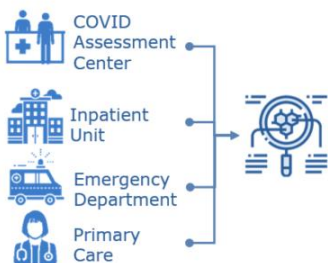 COVID
Assessment
Center
Inpatient
Unit
Emergency
Department
Primary
Care